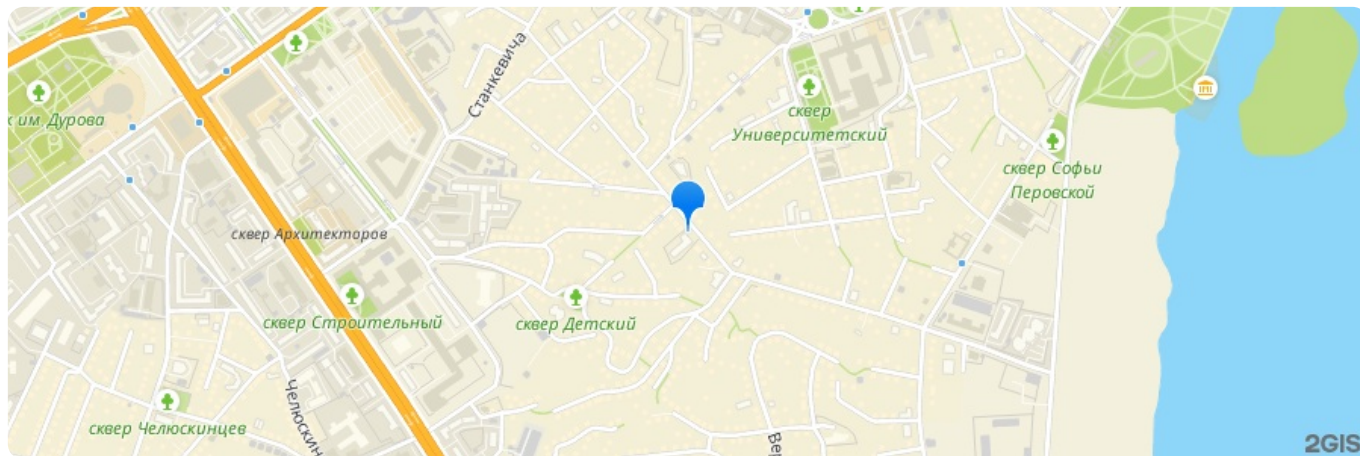 Станкевича
сквер
Университетский
к им. Дурова
сквер Софьи
Перовской
сквер Архитекторов
сквер Строительный
сквер Детский
Челюскин
сквер Челюскинцев
Вер
2GIS